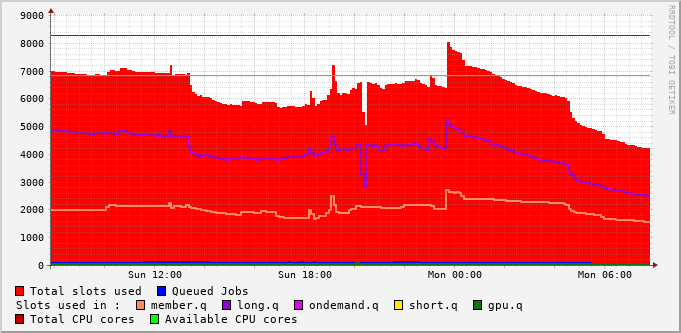 9000
8000
7000
6000
5000
4000
3000
2000
1000
0
Sun 12:00 Sun 18:00 Mon 00:00 Mon 06:00
Total slots used Queued Jobs
Slots used in : member.q long.q ondemand.q short.q gpu.q
Total CPU cores Available CPU cores
RRDTOOL / TOBI OETIKER